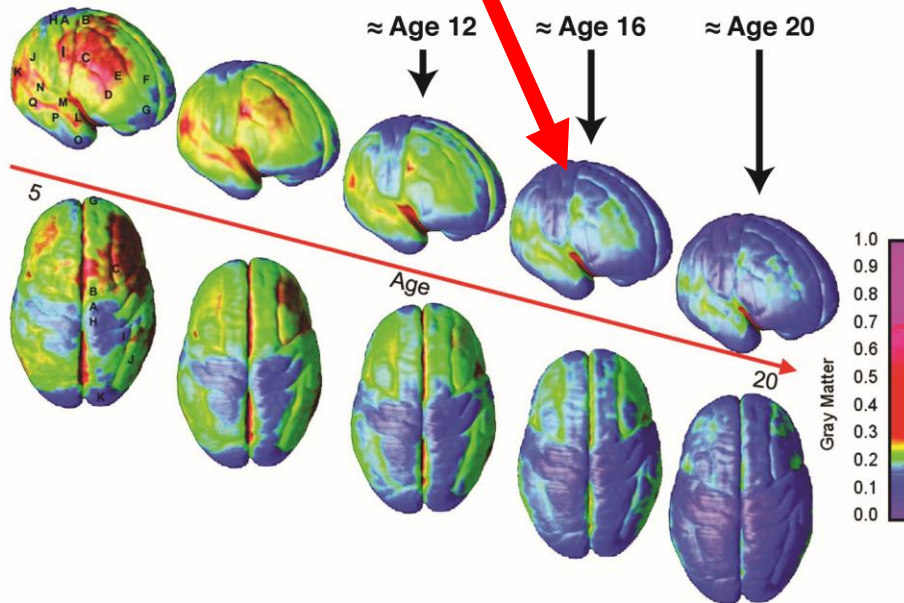 ≈ Age 12
≈ Age 16
≈ Age 20
H A B
I
J
C
K
E
F
N
D
Q
M
G
P
L
O
5
G
C
B
A
H
I
J
K
Age
20
Gray Matter
1.0
0.9
0.8
0.7
0.6
0.5
0.4
0.3
0.2
0.1
0.0